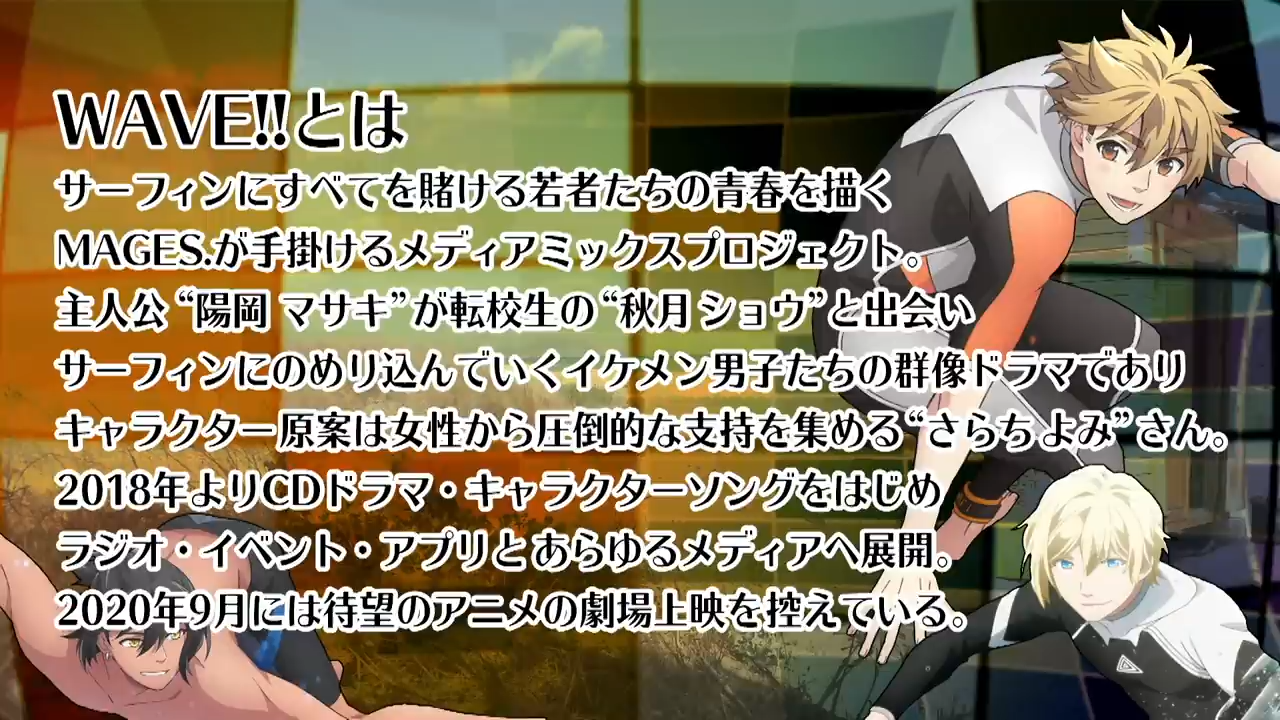 WAVE!!とは
サーフィンにすべてを賭ける若者たちの青春を描く
MAGES.が手掛けるメディアミックスプロジェクト。
主人公“陽岡 マサキ”が転校生の“秋月 ショウ”と出会い
サーフィンにのめり込んでいくイケメン男子たちの群像ドラマであり
キャラクター原案は女性から圧倒的な支持を集める“さらち よみ”さん。
2018年よりCDドラマ・キャラクターソングをはじめ
ラジオ・イベント・アプリとあらゆるメディアへ展開。
2020年9月には待望のアニメの劇場上映を控えている。